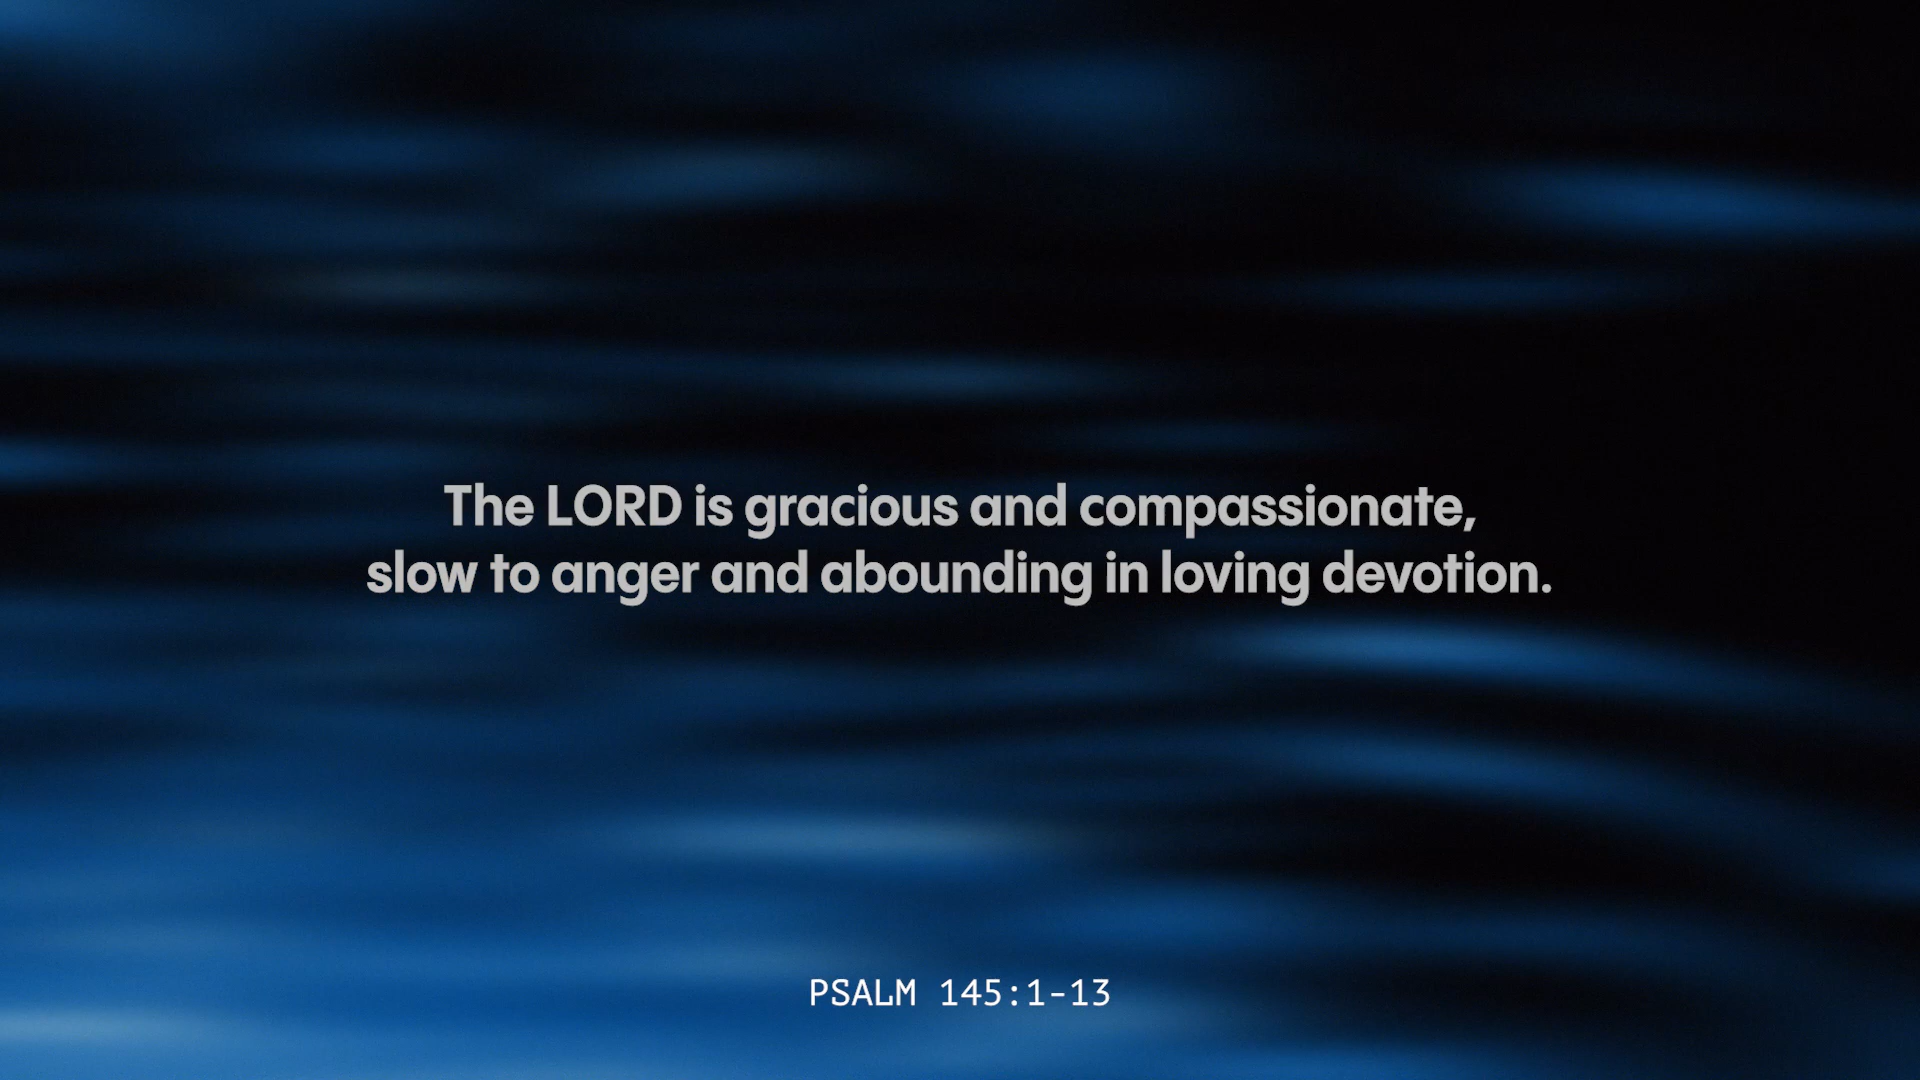 The LORD is gracious and compassionate,
slow to anger and abounding in loving devotion.
PSALM 145:1-13